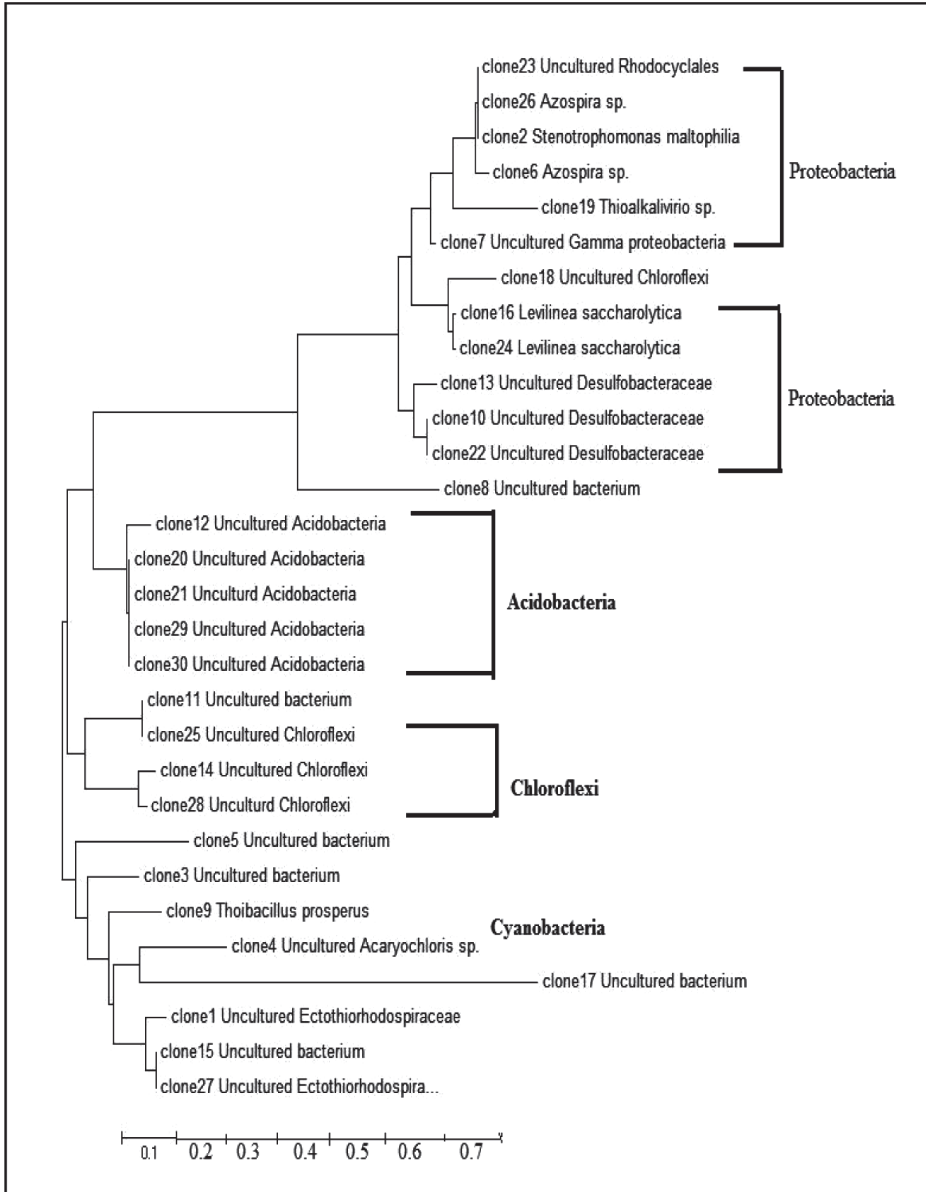 clone23 Uncultured Rhodocyclales
clone26 Azospira sp.
clone2 Stenotrophomonas maltophilia
clone6 Azospira sp.
Proteobacteria
clone19 Thioalkalivirio sp.
clone7 Uncultured Gamma proteobacteria
clone18 Uncultured Chloroflexi
clone16 Levilinea saccharolytica
clone24 Levilinea saccharolytica
clone13 Uncultured Desulfobacteraceae
Proteobacteria
clone10 Uncultured Desulfobacteraceae
clone22 Uncultured Desulfobacteraceae
clone8 Uncultured bacterium
clone12 Uncultured Acidobacteria
clone20 Uncultured Acidobacteria
clone21 Unculturd Acidobacteria
Acidobacteria
clone29 Uncultured Acidobacteria
clone30 Uncultured Acidobacteria
clone11 Uncultured bacterium
clone25 Uncultured Chloroflexi
clone14 Uncultured Chloroflexi
Chloroflexi
clone28 Unculturd Chloroflexi
clone5 Uncultured bacterium
clone3 Uncultured bacterium
clone9 Thoibacillus prosperus
Cyanobacteria
clone4 Uncultured Acaryochloris sp.
clone17 Uncultured bacterium
clone1 Uncultured Ectothiorhodospiraceae
clone15 Uncultured bacterium
clone27 Uncultured Ectothiorhodospira...
0.1 0.2 0.3 0.4 0.5 0.6 0.7